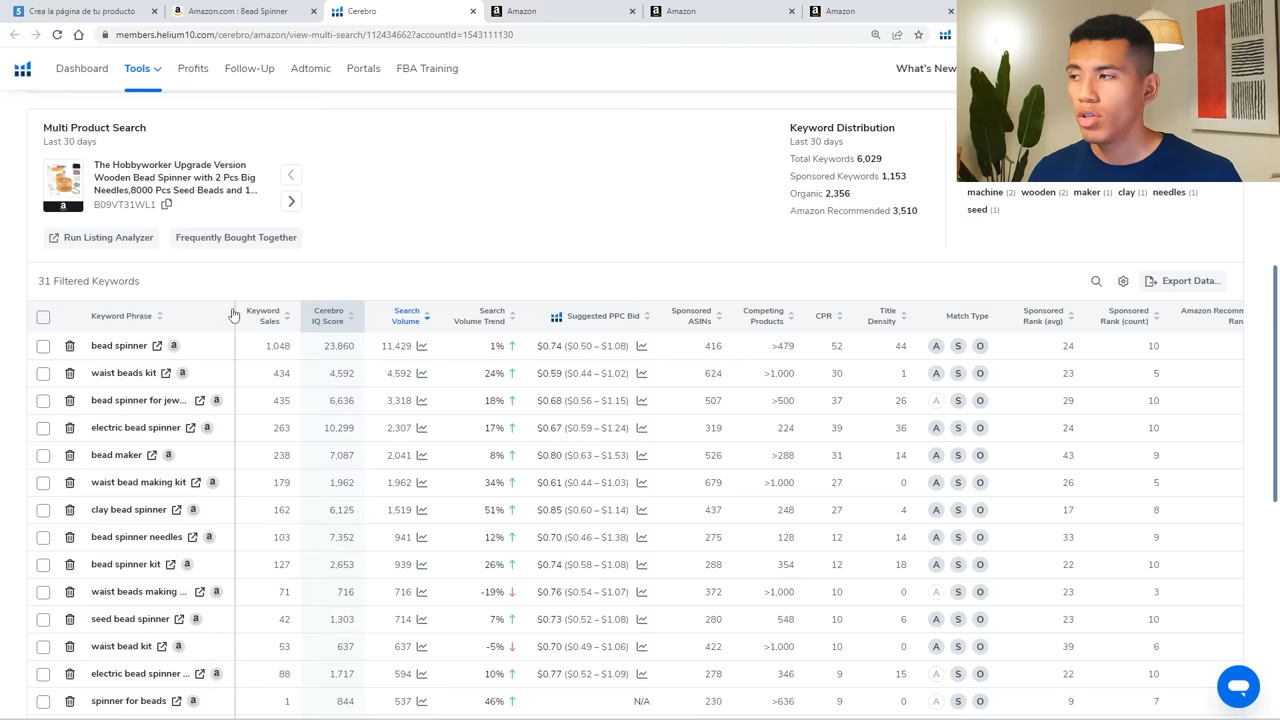 5 Crea la página de tu producto × a Amazon.com : Bead Spinner × Cerebro × a Amazon × a Amazon × a Amazon ×
members.helium10.com/cerebro/amazon/view-multi-search/112434662?accountId=1543111130
Dashboard Tools Profits Follow-Up Adtomic Portals FBA Training What's New
Multi Product Search
Last 30 days
The Hobbyworker Upgrade Version
Wooden Bead Spinner with 2 Pcs Big
Needles,8000 Pcs Seed Beads and 1...
B09VT31WL1
Run Listing Analyzer Frequently Bought Together
Keyword Distribution
Last 30 days
Total Keywords 6,029
Sponsored Keywords 1,153
Organic 2,356
Amazon Recommended 3,510
machine (2) wooden (2) maker (1) clay (1) needles (1)
seed (1)
31 Filtered Keywords Export Data...
Keyword Phrase Keyword Sales Cerebro IQ Score Search Volume Search Volume Trend Suggested PPC Bid Sponsored ASINs Competing Products CPR Title Density Match Type Sponsored Rank (avg) Sponsored Rank (count) Amazon Recomm Ran
bead spinner a 1,048 23,860 11,429 1% ↑ $0.74 ($0.50 – $1.08) 416 >479 52 44 A S O 24 10
waist beads kit a 434 4,592 4,592 24% ↑ $0.59 ($0.44 – $1.02) 624 >1,000 30 1 A S O 23 5
bead spinner for jew... a 435 6,636 3,318 18% ↑ $0.68 ($0.56 – $1.15) 507 >500 37 26 A S O 29 10
electric bead spinner a 263 10,299 2,307 17% ↑ $0.67 ($0.59 – $1.24) 319 224 39 36 A S O 24 10
bead maker a 238 7,087 2,041 8% ↑ $0.80 ($0.63 – $1.53) 526 >288 31 14 A S O 43 9
waist bead making kit a 179 1,962 1,962 34% ↑ $0.61 ($0.44 – $1.03) 679 >1,000 27 0 A S O 26 5
clay bead spinner a 162 6,125 1,519 51% ↑ $0.85 ($0.60 – $1.14) 437 248 27 4 A S O 17 8
bead spinner needles a 103 7,352 941 12% ↑ $0.70 ($0.46 – $1.38) 275 128 12 14 A S O 33 9
bead spinner kit a 127 2,653 939 26% ↑ $0.74 ($0.58 – $1.08) 288 354 12 18 A S O 22 10
waist beads making ... a 71 716 716 -19% ↓ $0.76 ($0.54 – $1.07) 372 >1,000 10 0 A S O 23 3
seed bead spinner a 42 1,303 714 7% ↑ $0.73 ($0.52 – $1.08) 280 548 10 6 A S O 23 10
waist bead kit a 53 637 637 -5% ↓ $0.70 ($0.49 – $1.06) 422 >1,000 10 0 A S O 39 6
electric bead spinner ... a 88 1,717 594 10% ↑ $0.77 ($0.52 – $1.09) 278 346 9 15 A S O 22 10
spinner for beads a 1 844 537 46% ↑ N/A 230 >636 9 0 A S O 9 7